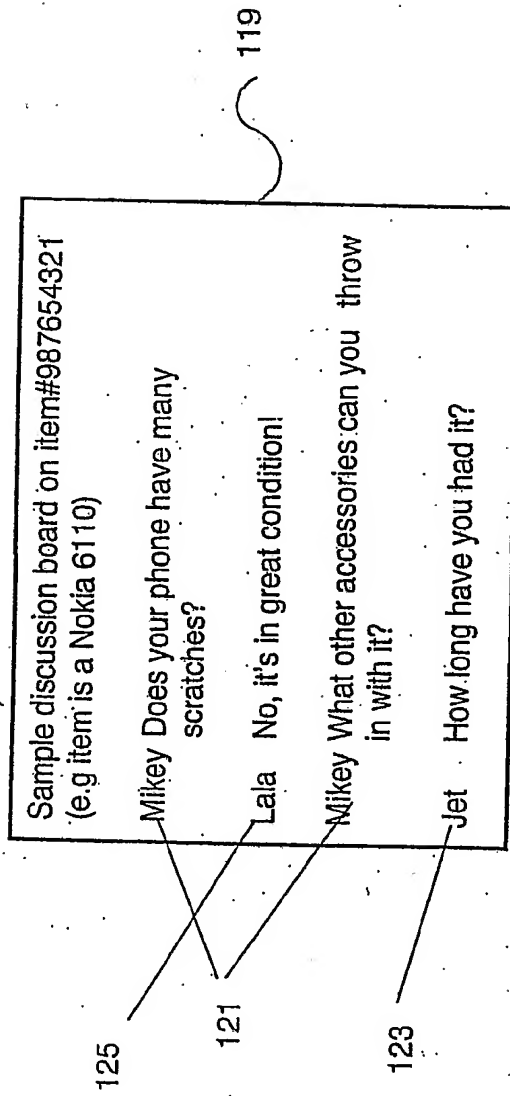 Sample discussion board on item#987654321
(e.g item is a Nokia 6110)
Mikey Does your phone have many
scratches?
Lala No, it's in great condition!
Mikey What other accessories can you throw
in with it?
Jet How long have you had it?
119
125
121
123